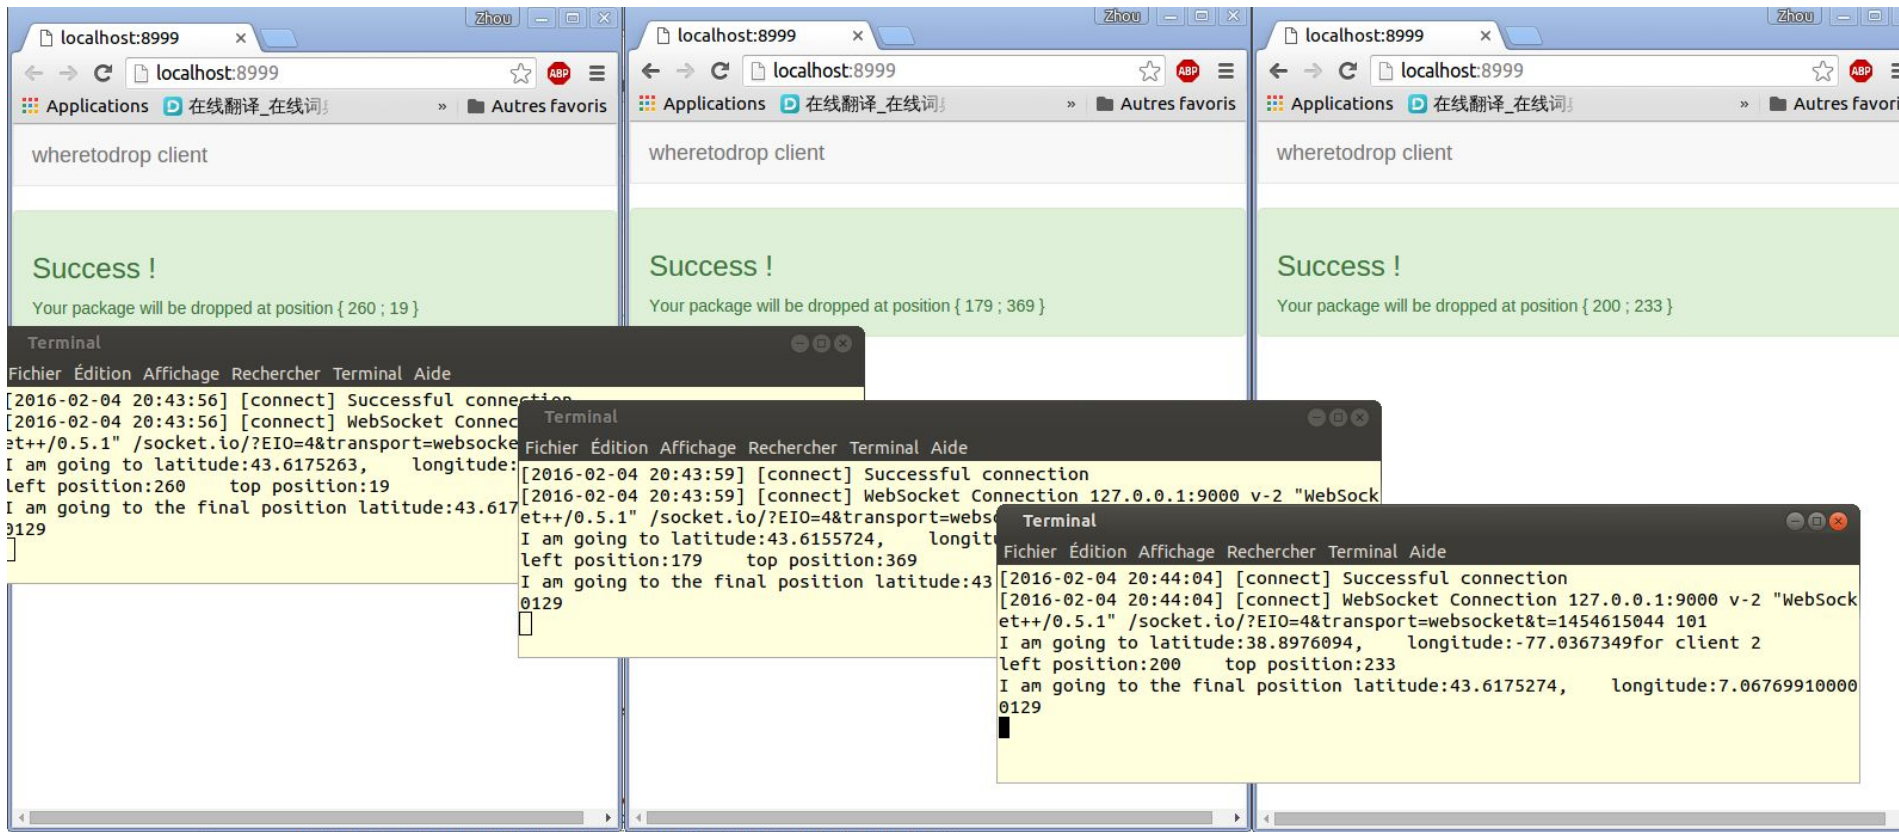 Zhou
localhost:8999
localhost:8999
Applications 在线翻译_在线词 » Autres favoris
wheretodrop client
Success !
Your package will be dropped at position { 260 ; 19 }
Zhou
localhost:8999
localhost:8999
Applications 在线翻译_在线词 » Autres favoris
wheretodrop client
Success !
Your package will be dropped at position { 179 ; 369 }
Zhou
localhost:8999
localhost:8999
Applications 在线翻译_在线词 » Autres favori
wheretodrop client
Success !
Your package will be dropped at position { 200 ; 233 }
Terminal
Fichier Édition Affichage Rechercher Terminal Aide
[2016-02-04 20:43:56] [connect] Successful connection
[2016-02-04 20:43:56] [connect] WebSocket Connec
et++/0.5.1" /socket.io/?EIO=4&transport=websocke
I am going to latitude:43.6175263, longitude:
left position:260 top position:19
I am going to the final position latitude:43.617
0129
Terminal
Fichier Édition Affichage Rechercher Terminal Aide
[2016-02-04 20:43:59] [connect] Successful connection
[2016-02-04 20:43:59] [connect] WebSocket Connection 127.0.0.1:9000 v-2 "WebSock
et++/0.5.1" /socket.io/?EIO=4&transport=webs
I am going to latitude:43.6155724, longit
left position:179 top position:369
I am going to the final position latitude:43
0129
Terminal
Fichier Édition Affichage Rechercher Terminal Aide
[2016-02-04 20:44:04] [connect] Successful connection
[2016-02-04 20:44:04] [connect] WebSocket Connection 127.0.0.1:9000 v-2 "WebSock
et++/0.5.1" /socket.io/?EIO=4&transport=websocket&t=1454615044 101
I am going to latitude:38.8976094, longitude:-77.0367349for client 2
left position:200 top position:233
I am going to the final position latitude:43.6175274, longitude:7.06769910000
0129